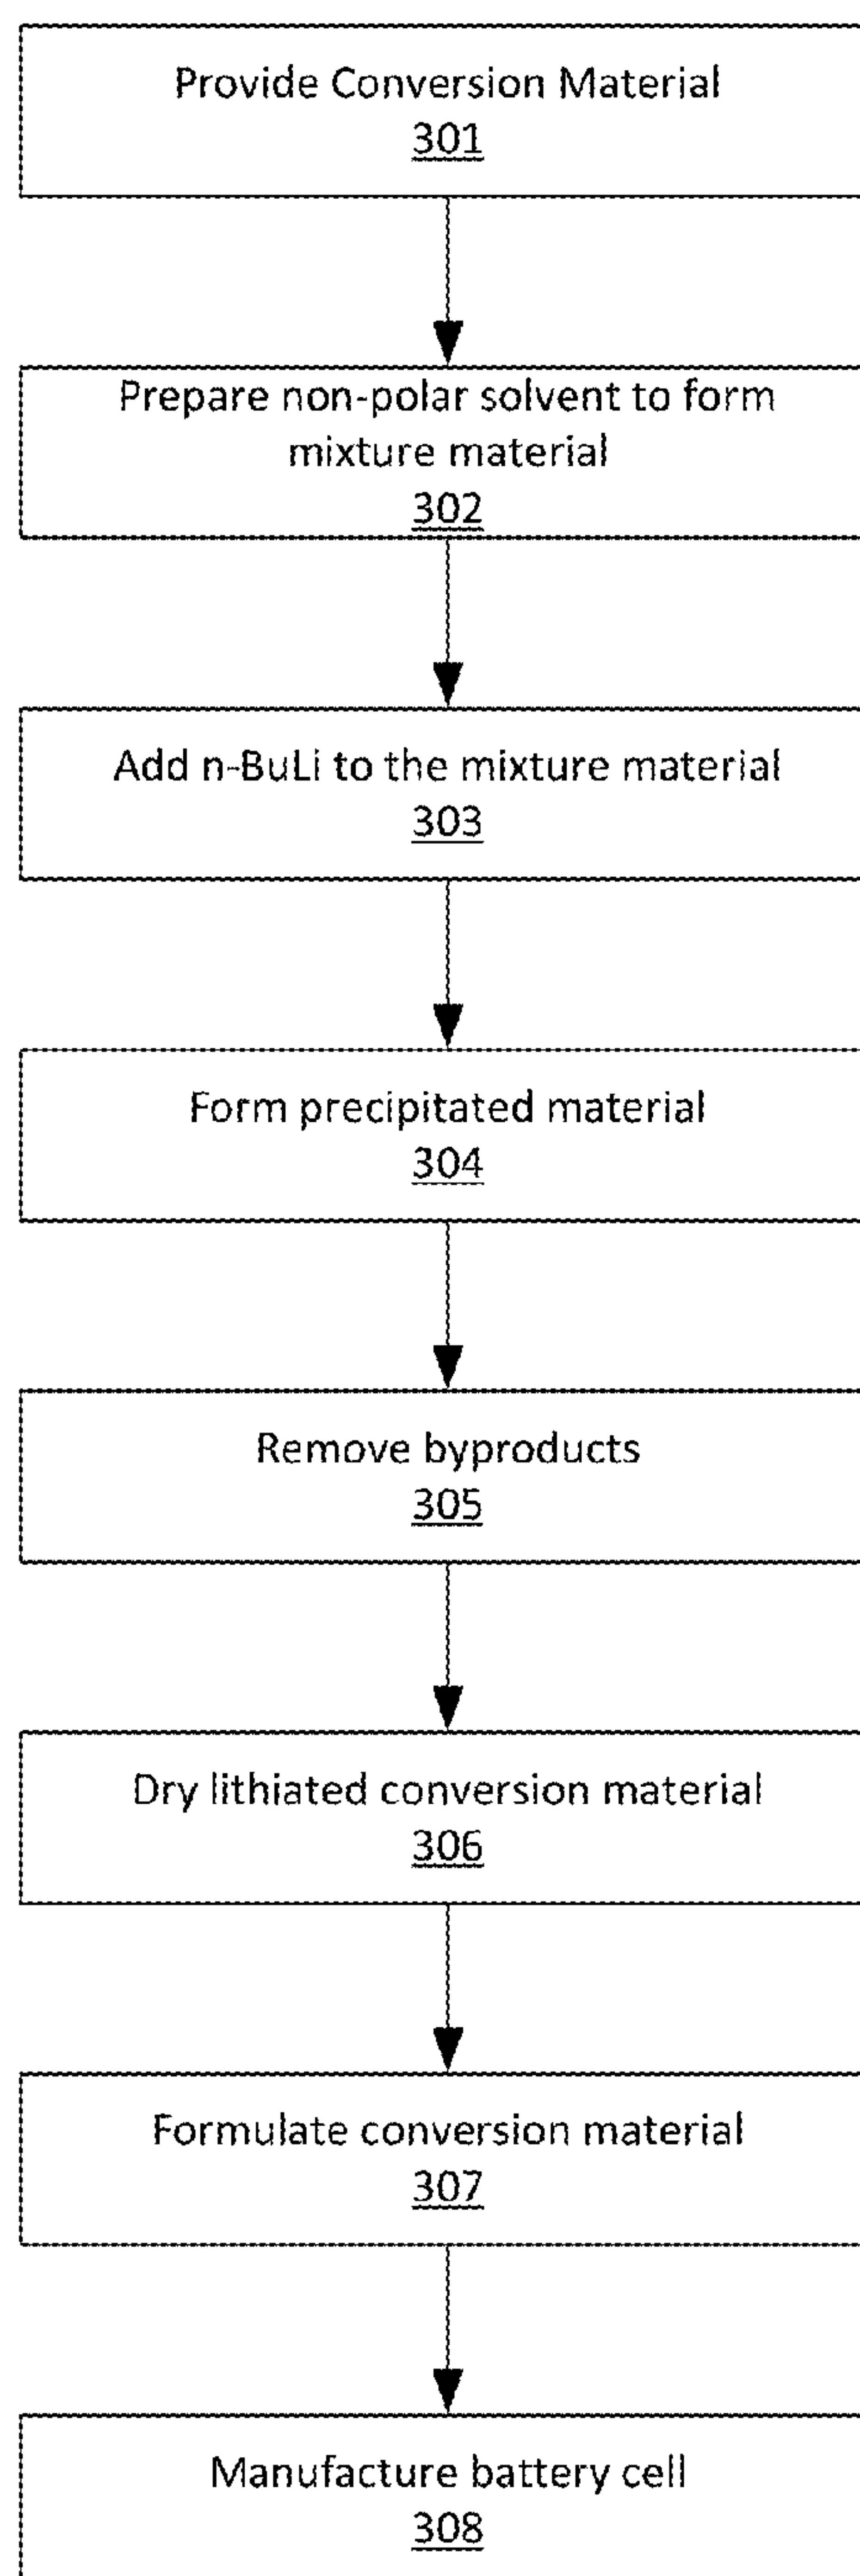 Provide Conversion Material
301
Prepare non-polar solvent to form
mixture material
302
Add n-BuLi to the mixture material
303
Form precipitated material
304
Remove byproducts
305
Dry lithiated conversion material
306
Formulate conversion material
307
Manufacture battery cell
308